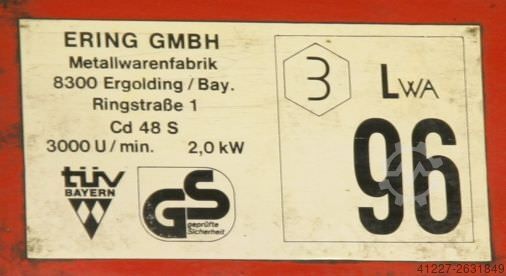 ERING GMBH
Metallwarenfabrik
8300 Ergolding/Bay.
Ringstraße 1
Cd 48 S
3000 U/min. 2,0 kW
TÜV
BAYERN
GS
geprüfte
Sicherheit
3
LWA
96
41227-2631849